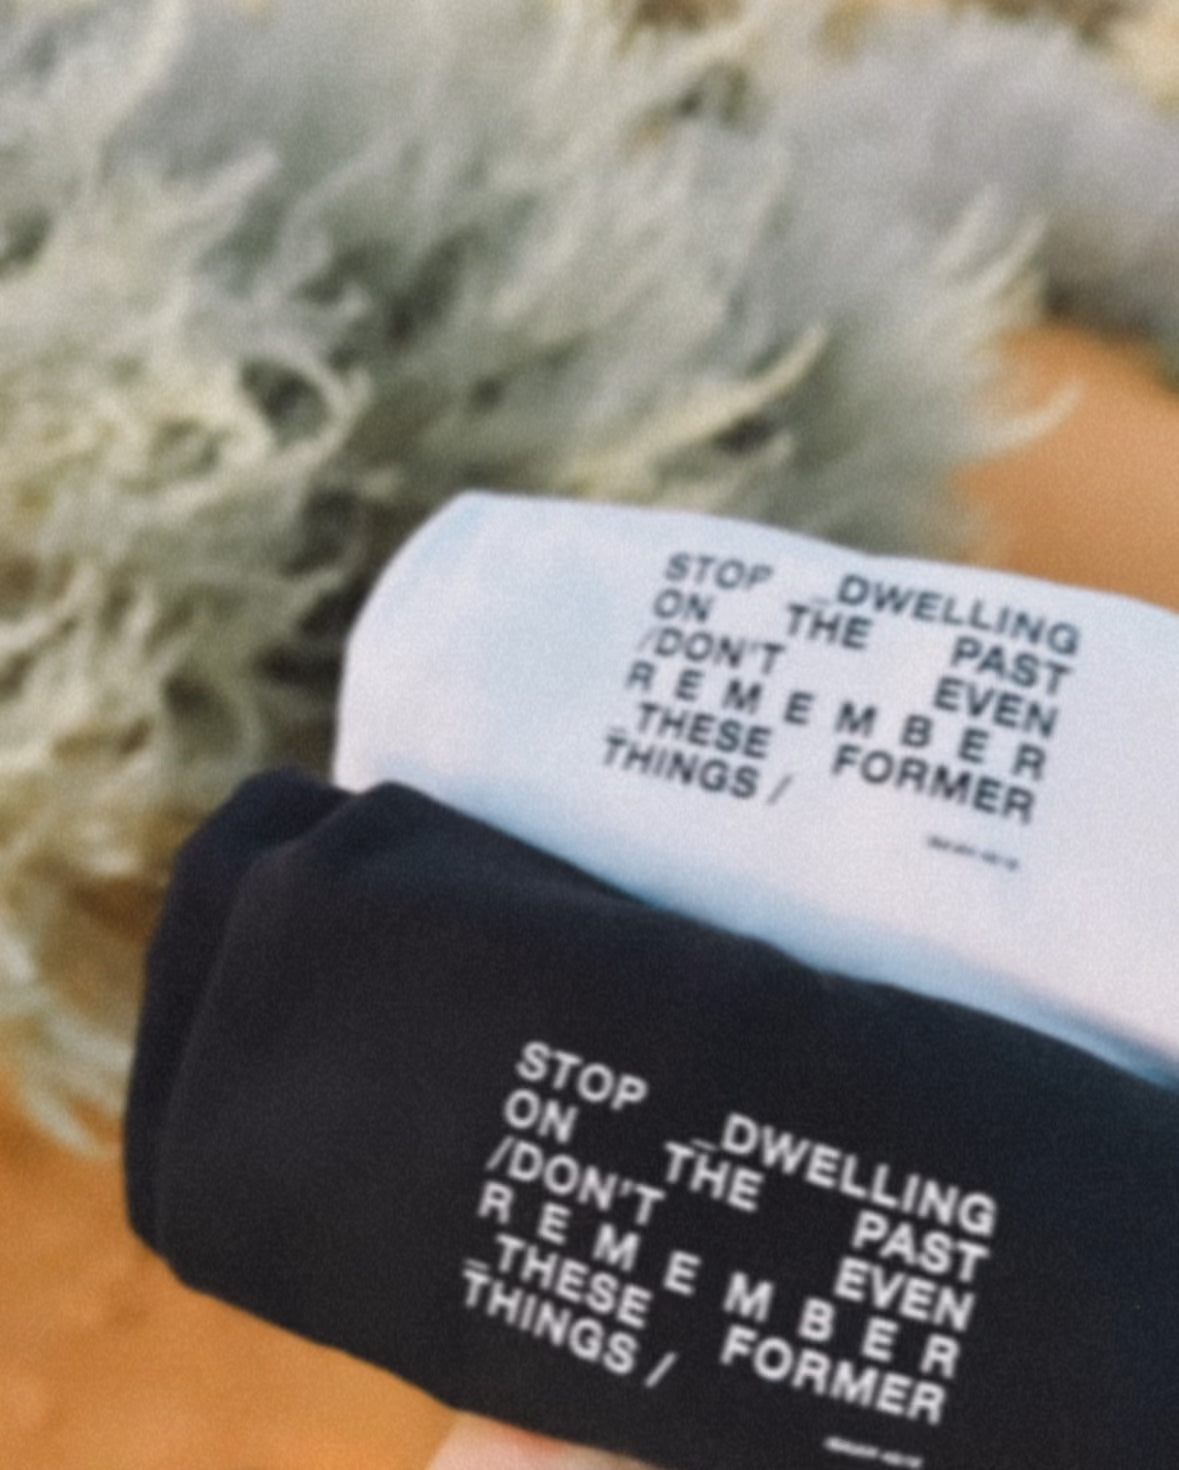 STOP _DWELLING
ON THE PAST
/DON'T EVEN
R E M E M B E R
_THESE FORMER
THINGS /
STOP _DWELLING
ON THE PAST
/DON'T EVEN
R E M E M B E R
_THESE FORMER
THINGS /